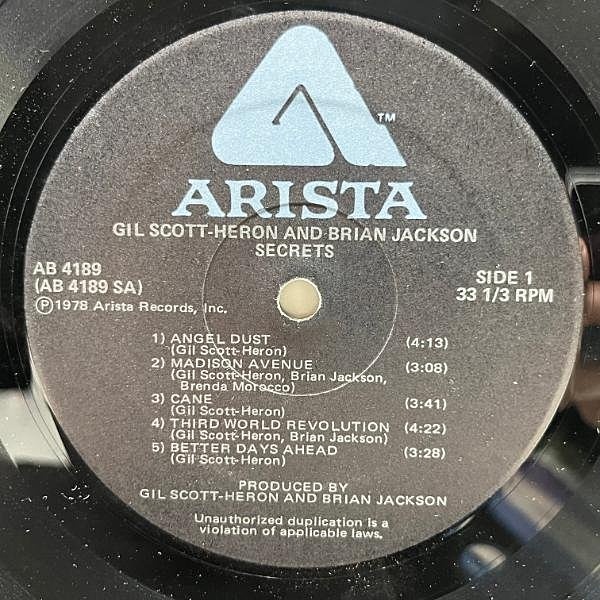 TM
ARISTA
GIL SCOTT-HERON AND BRIAN JACKSON
SECRETS
AB 4189
(AB 4189 SA)
Ⓟ1978 Arista Records, Inc.
SIDE 1
33 1/3 RPM
1) ANGEL DUST (4:13)
(Gil Scott-Heron)
2) MADISON AVENUE (3:08)
(Gil Scott-Heron, Brian Jackson,
Brenda Morocco)
3) CANE (3:41)
(Gil Scott-Heron)
4) THIRD WORLD REVOLUTION (4:22)
(Gil Scott-Heron, Brian Jackson)
5) BETTER DAYS AHEAD (3:28)
(Gil Scott-Heron)
PRODUCED BY
GIL SCOTT-HERON AND BRIAN JACKSON
Unauthorized duplication is a
violation of applicable laws.